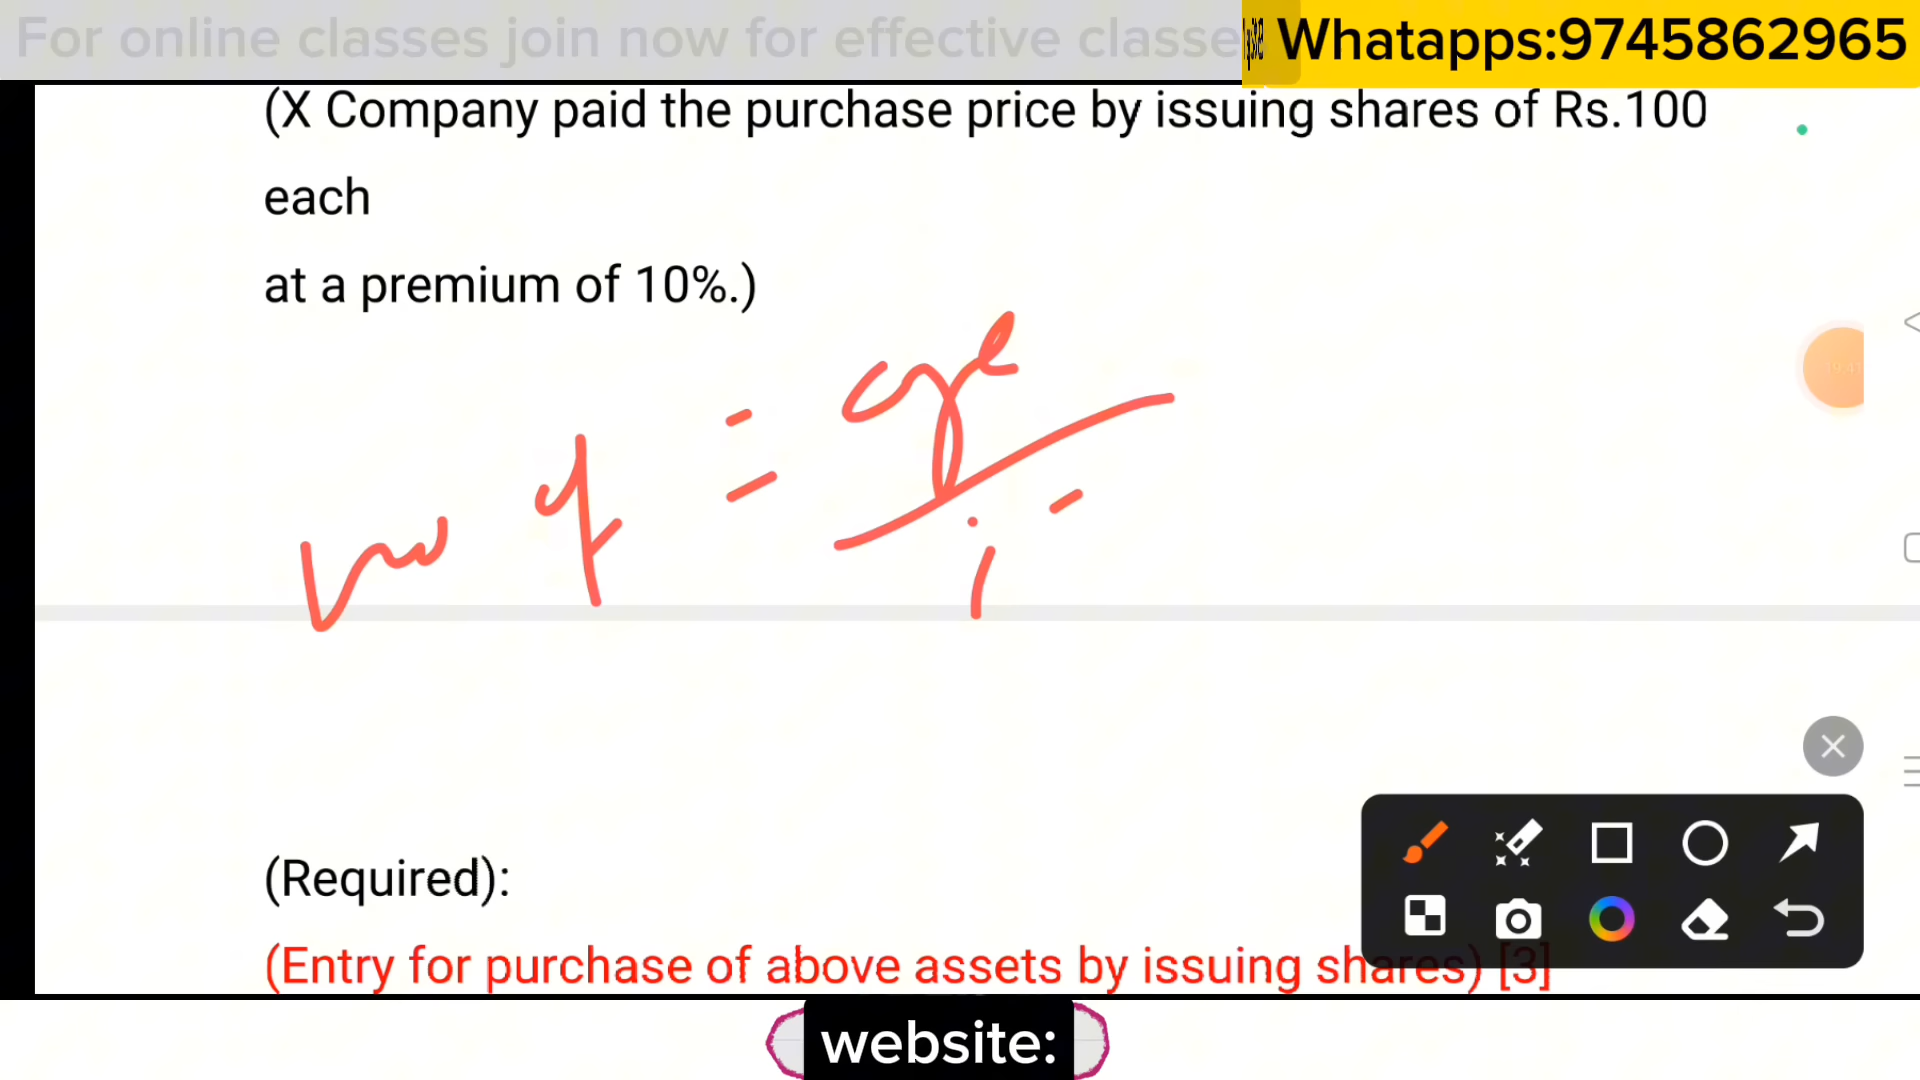 For online classes join now for effective classe
Whatapps:9745862965
(X Company paid the purchase price by issuing shares of Rs.100
each
at a premium of 10%.)
(Required):
(Entry for purchase of above assets by issuing shares) [3]
website: